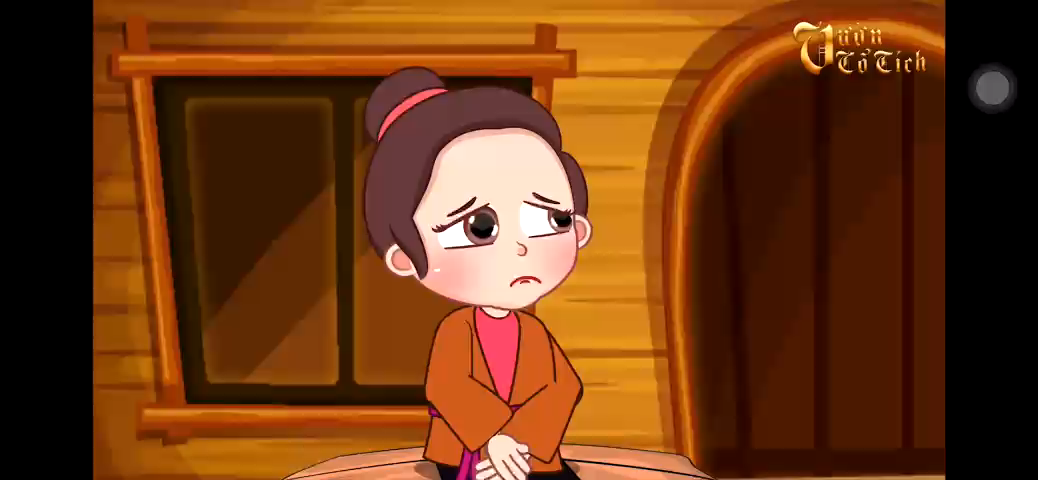 Vườn
Cổ Tích